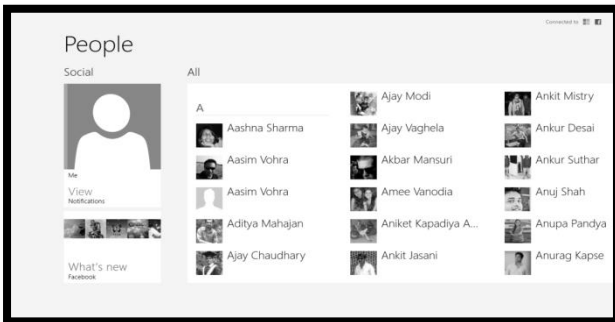 Connected to
People
Social
All
Me
View
Notifications
What's new
Facebook
A
Aashna Sharma
Aasim Vohra
Aasim Vohra
Aditya Mahajan
Ajay Chaudhary
Ajay Modi
Ajay Vaghela
Akbar Mansuri
Amee Vanodia
Aniket Kapadiya A...
Ankit Jasani
Ankit Mistry
Ankur Desai
Ankur Suthar
Anuj Shah
Anupa Pandya
Anurag Kapse